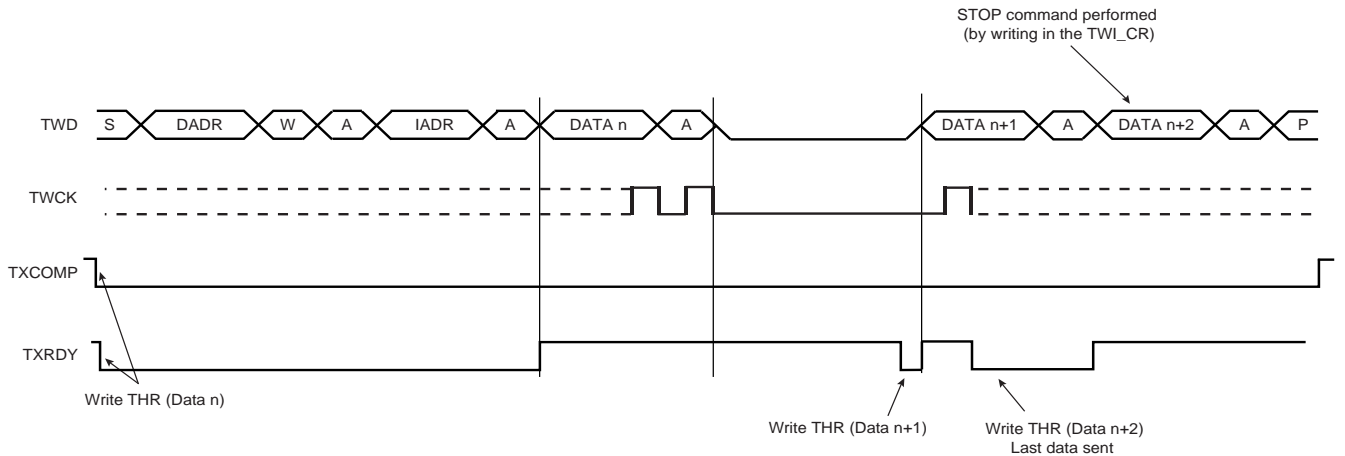 STOP command performed
(by writing in the TWI_CR)
TWD S DADR W A IADR A DATA n A DATA n+1 A DATA n+2 A P
TWCK
TXCOMP
TXRDY
Write THR (Data n)
Write THR (Data n+1) Write THR (Data n+2)
Last data sent